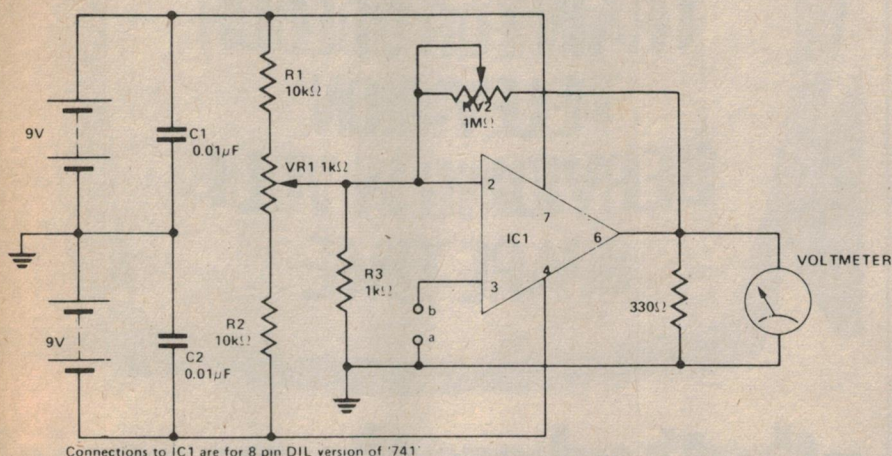 R1
10kΩ
9V
C1
0.01μF
VR1 1kΩ
RV2
1MΩ
2
7
IC1
6
3
4
VOLTMETER
R3
1kΩ
b
a
330Ω
R2
10kΩ
9V
C2
0.01μF
Connections to IC1 are for 8 pin DIL version of '741'